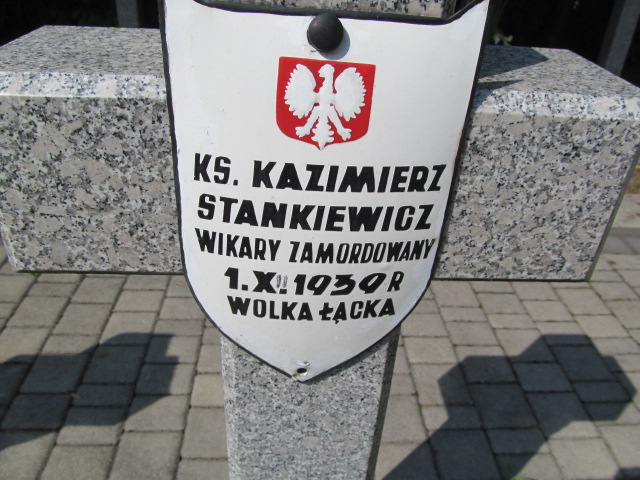 KS. KAZIMIERZ
STANKIEWICZ
WIKARY ZAMORDOWANY
1. XII 1939 R
WOLKA ŁĄCKA